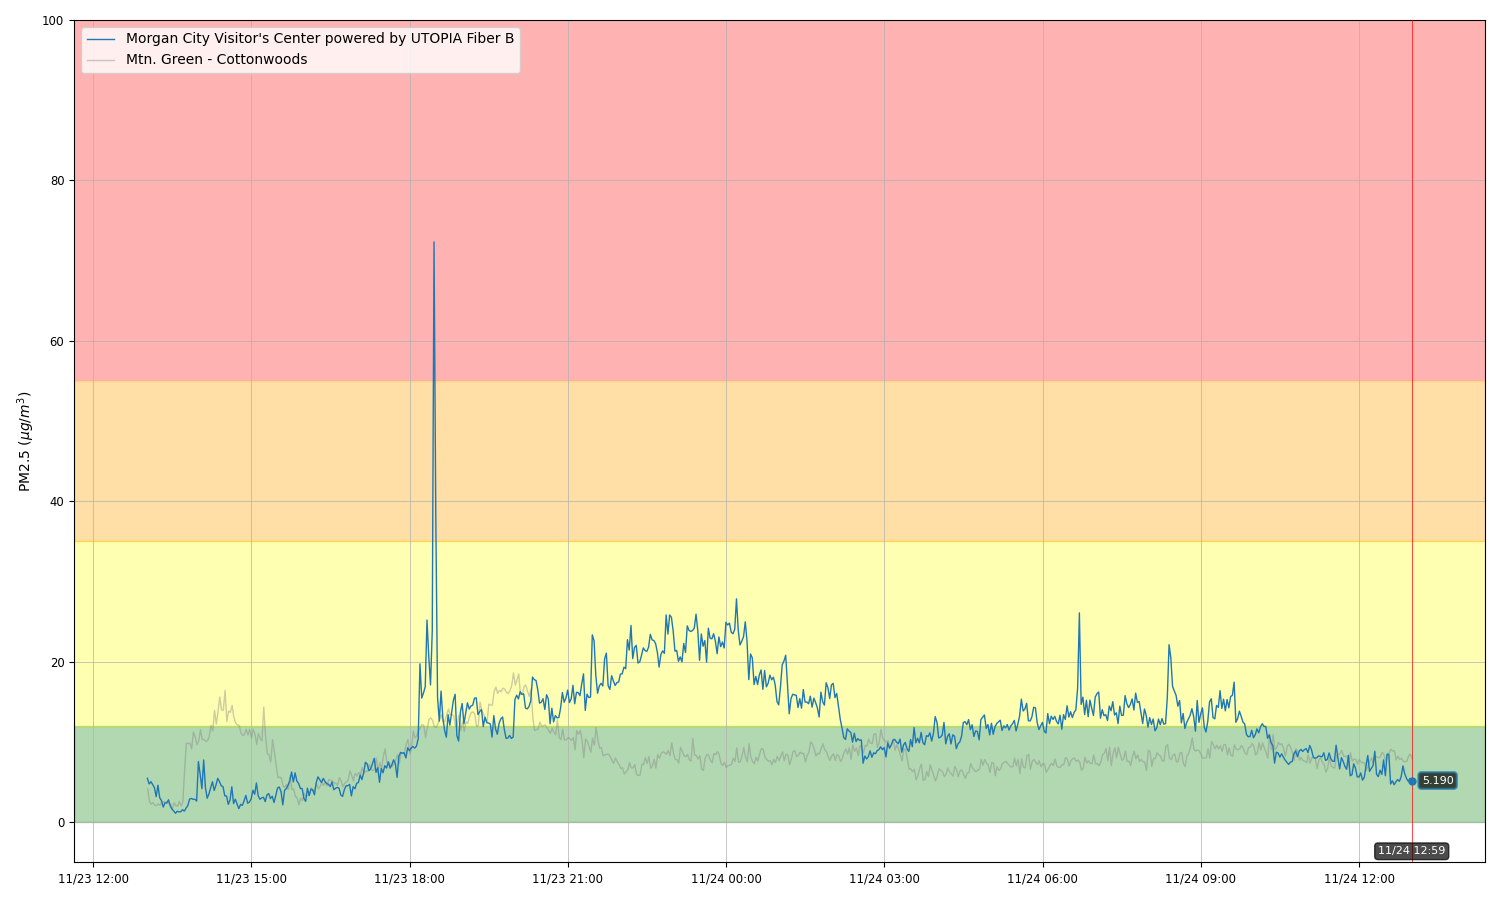 Morgan City Visitor's Center powered by UTOPIA Fiber B
Mtn. Green - Cottonwoods
PM2.5 (μg/m³)
100
80
60
40
20
0
5.190
11/24 12:59
11/23 12:00 11/23 15:00 11/23 18:00 11/23 21:00 11/24 00:00 11/24 03:00 11/24 06:00 11/24 09:00 11/24 12:00